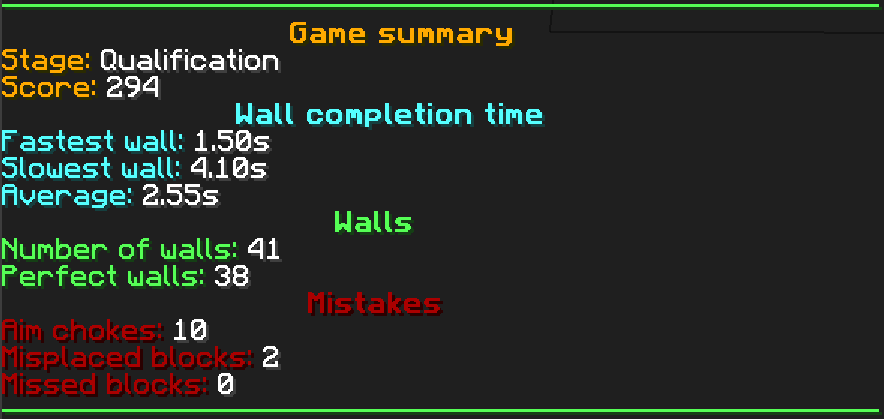 Game summary
Stage: Qualification
Score: 294
Wall completion time
Fastest wall: 1.50s
Slowest wall: 4.10s
Average: 2.55s
Walls
Number of walls: 41
Perfect walls: 38
Mistakes
Aim chokes: 10
Misplaced blocks: 2
Missed blocks: 0